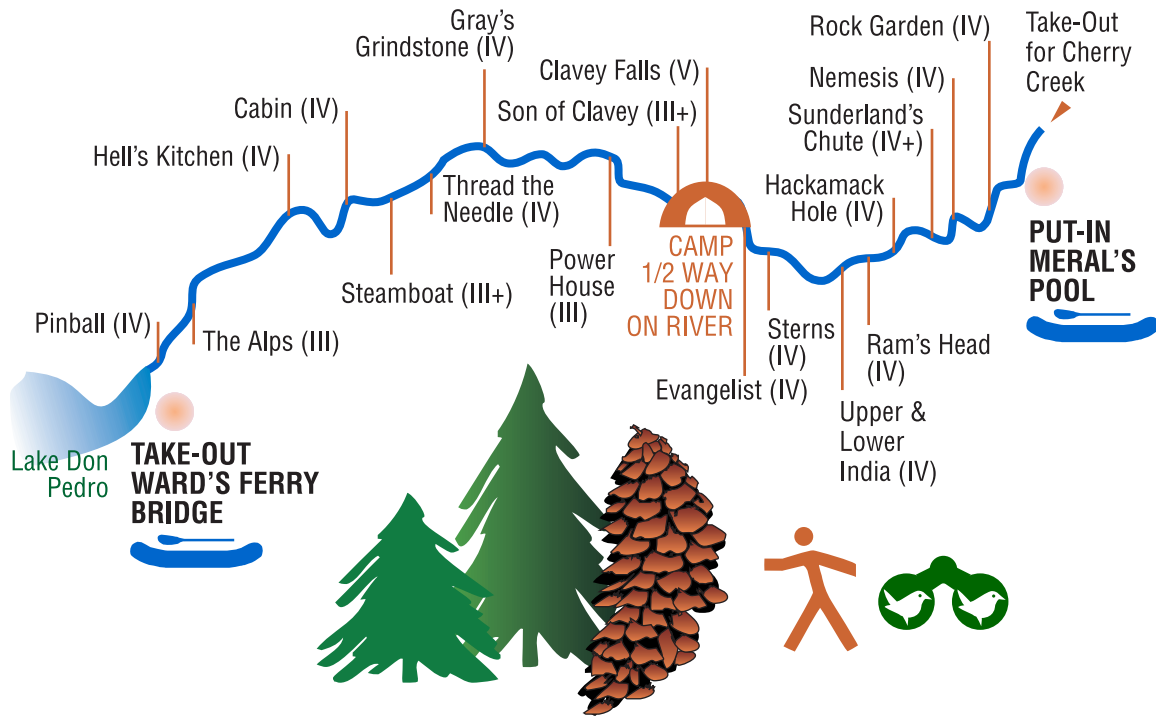 Gray's
Grindstone (IV)
Rock Garden (IV)
Take-Out
for Cherry
Creek
Clavey Falls (V)
Nemesis (IV)
Cabin (IV)
Son of Clavey (III+)
Sunderland's
Chute
(IV+)
Hell's Kitchen (IV)
Thread the
Needle (IV)
Hackamack
Hole (IV)
PUT-IN
MERAL'S
POOL
CAMP
1/2 WAY
DOWN
ON RIVER
Power
House
(III)
Steamboat (III+)
Pinball (IV)
The Alps (III)
Sterns
(IV)
Ram's Head
(IV)
Evangelist (IV)
Upper &
Lower
India (IV)
Lake Don
Pedro
TAKE-OUT
WARD'S FERRY
BRIDGE